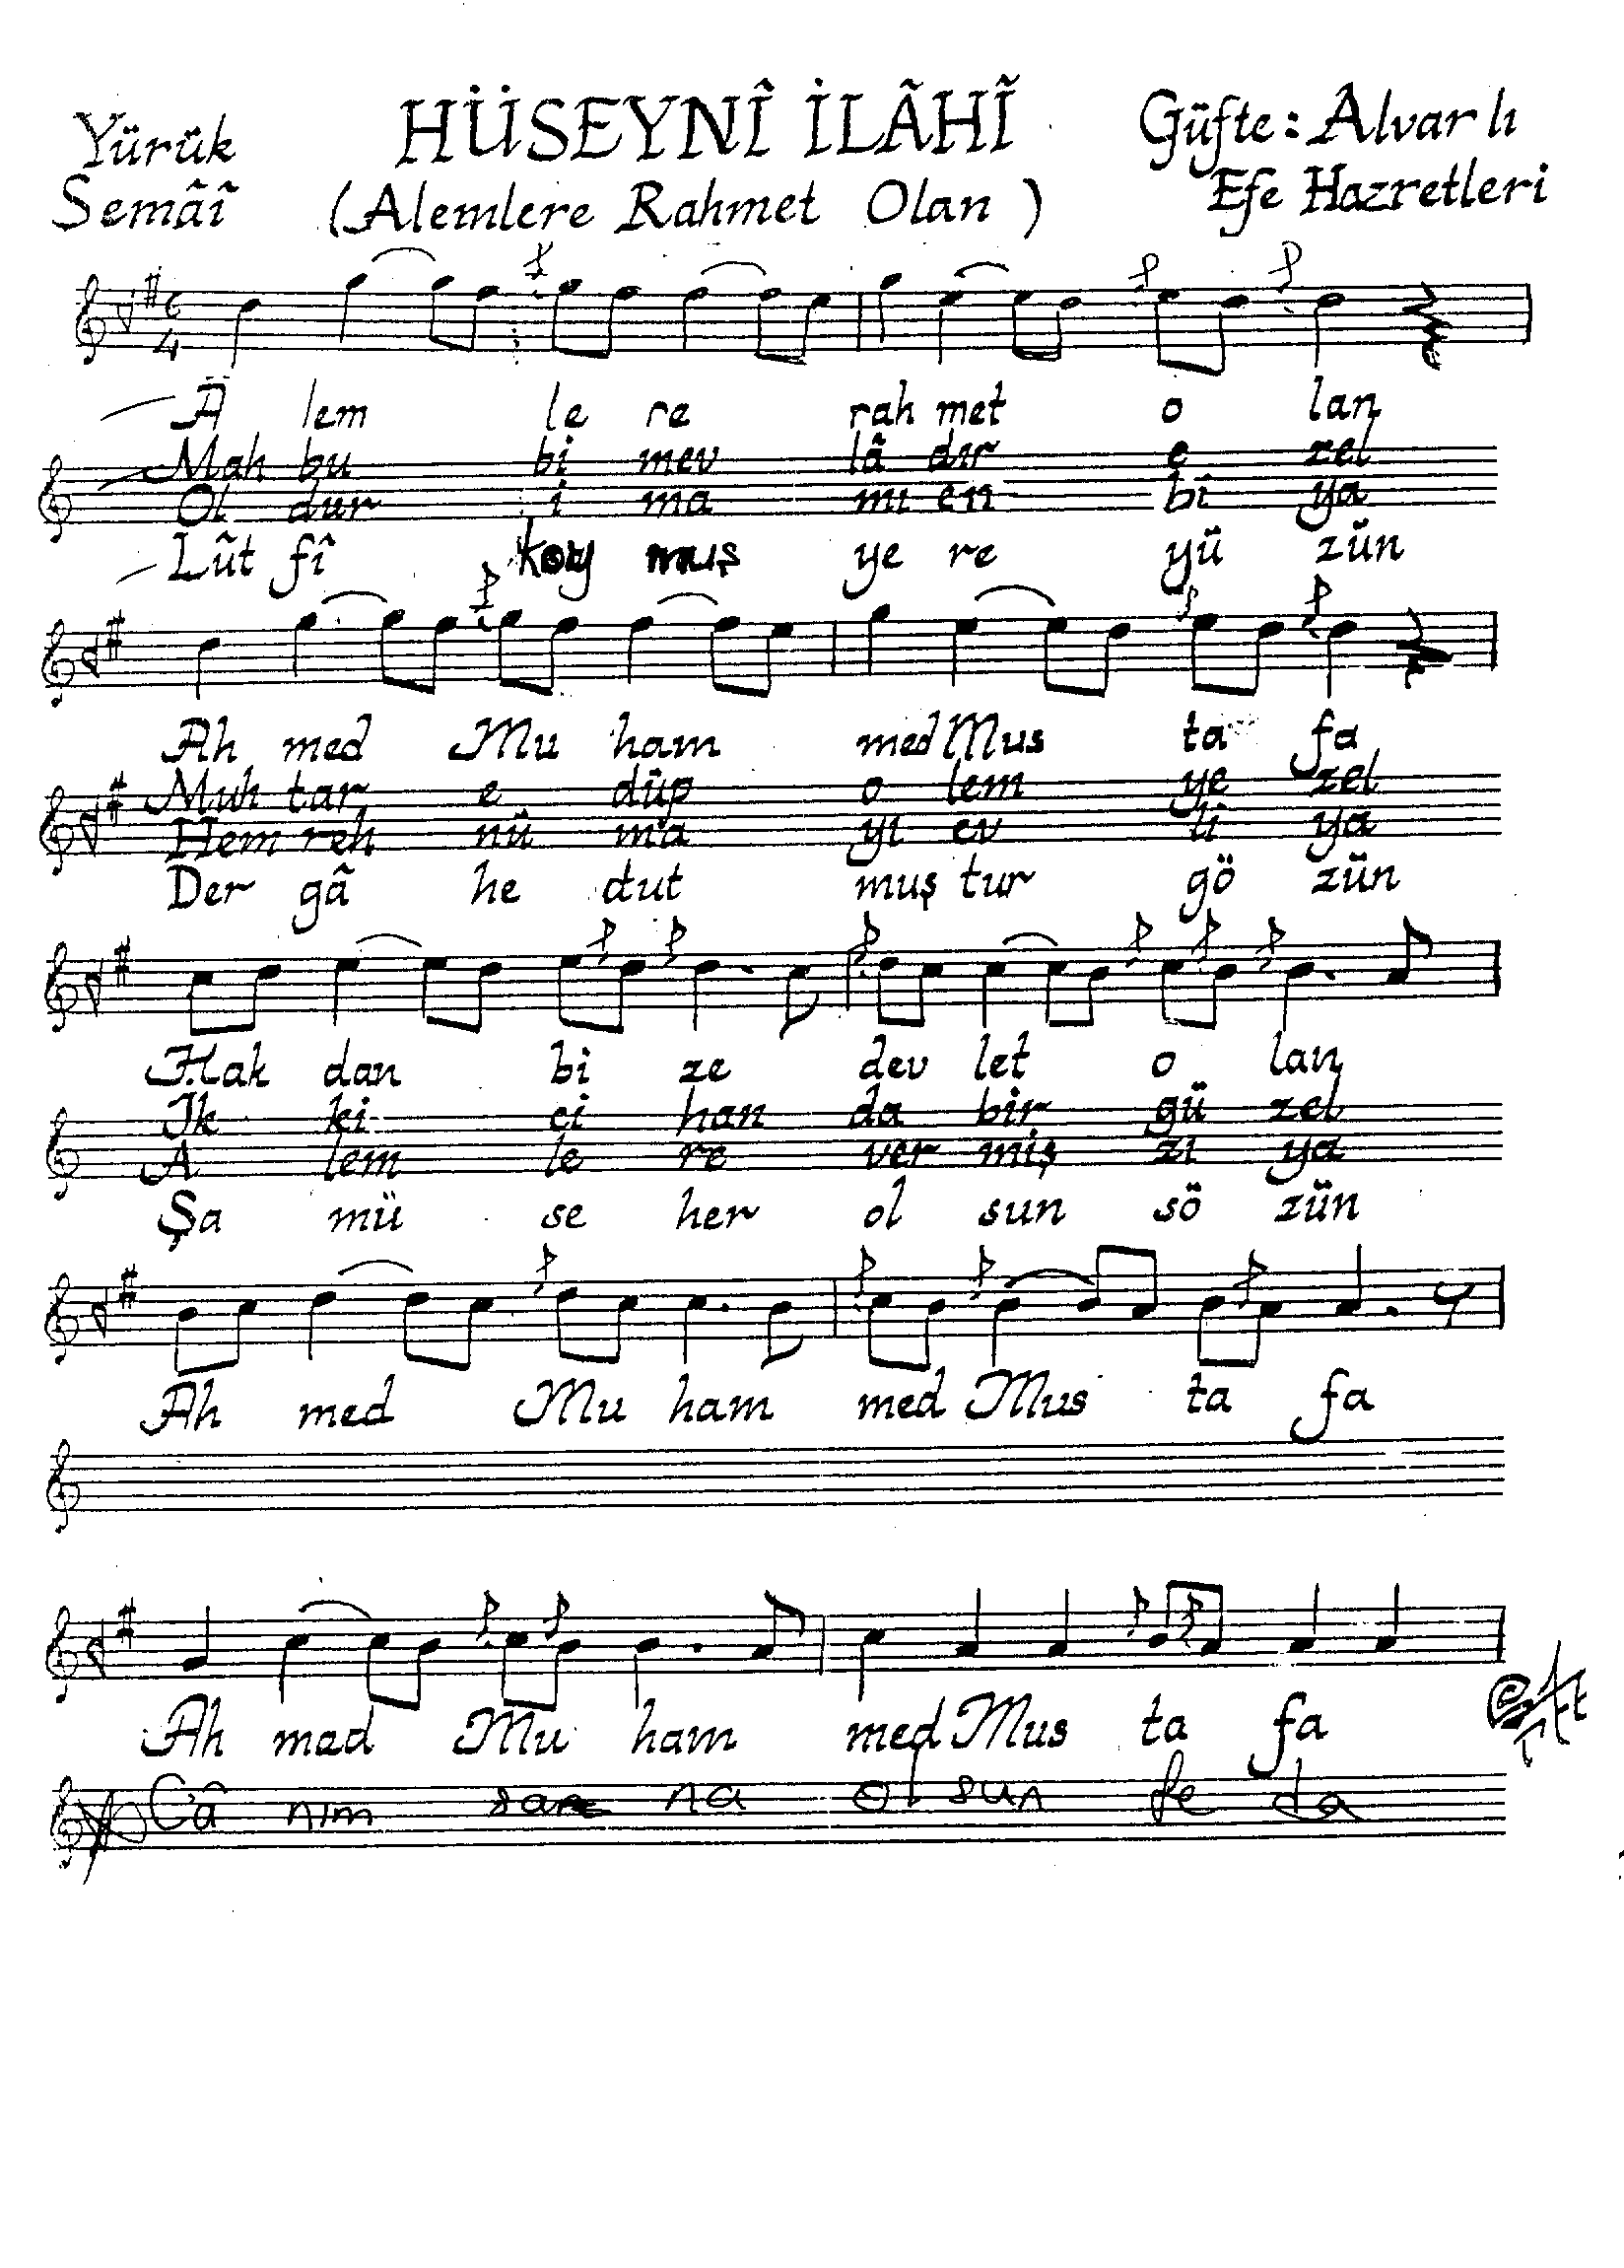 Yürük HÜSEYNÎ İLÃHÎ Güfte: Alvarlı
Semâî (Alemlere Rahmet Olan) Efe Hazretleri
6
4
A lem le re rah met o lan
Mah bu bi mev lâ dır e zel
Ol dur i ma mı en bi ya
Lût fî koy muş ye re yü zün
Ah med Mu ham med Mus ta fa
Muh tar e düp o lem ye zel
Hem reh nü ma yı ev li ya
Der gâ he dut muş tur gö zün
Hak dan bi ze dev let o lan
İk ki ci han da bir gü zel
A lem le re ver miş zi ya
Şa mü se her ol sun sö zün
Ah med Mu ham med Mus ta fa
Ah med Mu ham med Mus ta fa
Câ nım sa na ol sun fe da